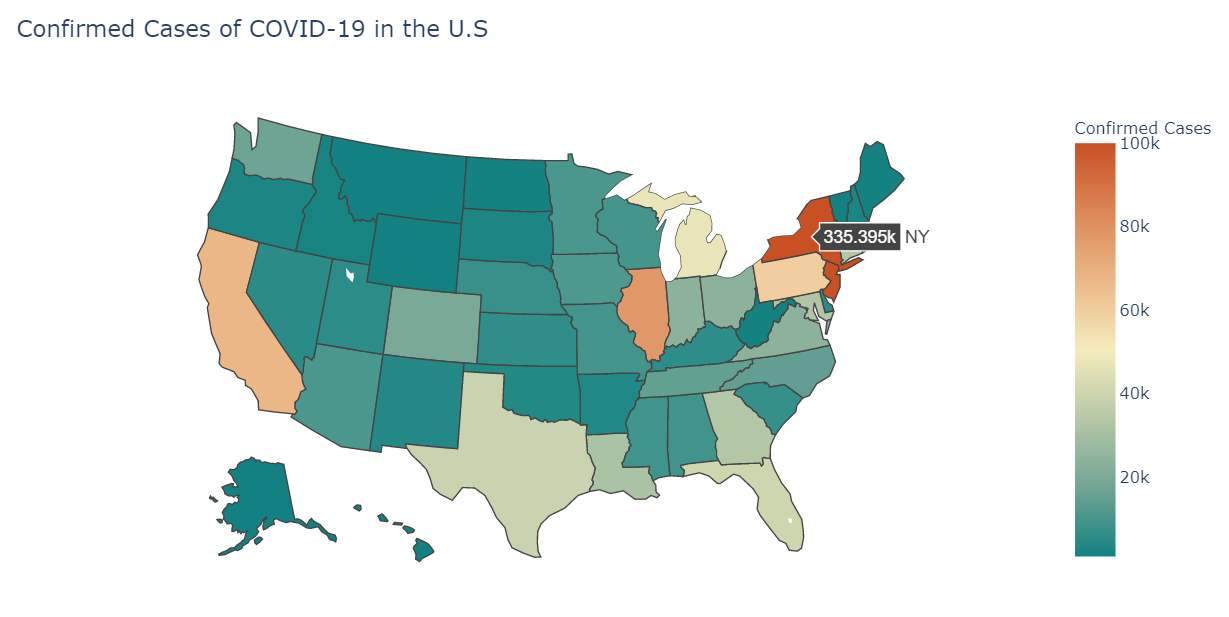 Confirmed Cases of COVID-19 in the U.S
Confirmed Cases
100k
80k
60k
40k
20k
335.395k NY